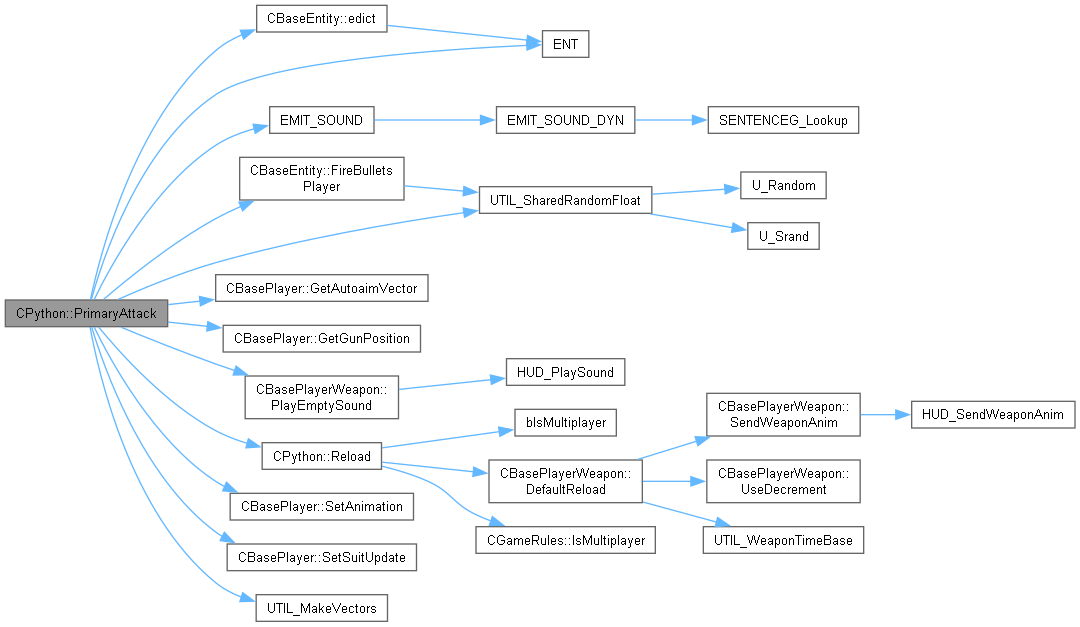 CBaseEntity::edict
ENT
EMIT_SOUND
EMIT_SOUND_DYN
SENTENCEG_Lookup
CBaseEntity::FireBullets
Player
UTIL_SharedRandomFloat
U_Random
U_Srand
CBasePlayer::GetAutoaimVector
CPython::PrimaryAttack
CBasePlayer::GetGunPosition
CBasePlayerWeapon::
PlayEmptySound
HUD_PlaySound
CPython::Reload
bIsMultiplayer
CBasePlayerWeapon::
DefaultReload
CBasePlayerWeapon::
SendWeaponAnim
HUD_SendWeaponAnim
CBasePlayerWeapon::
UseDecrement
CGameRules::IsMultiplayer
UTIL_WeaponTimeBase
CBasePlayer::SetAnimation
CBasePlayer::SetSuitUpdate
UTIL_MakeVectors